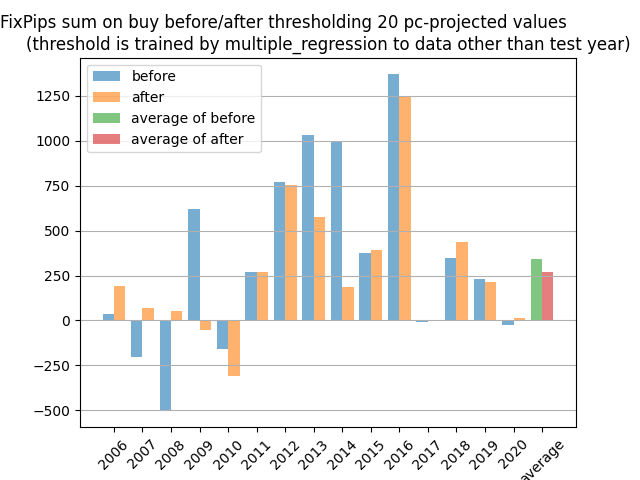 FixPips sum on buy before/after thresholding 20 pc-projected values
(threshold is trained by multiple_regression to data other than test year)
before
after
average of before
average of after
1250
1000
750
500
250
0
−250
−500
2006 2007 2008 2009 2010 2011 2012 2013 2014 2015 2016 2017 2018 2019 2020 average